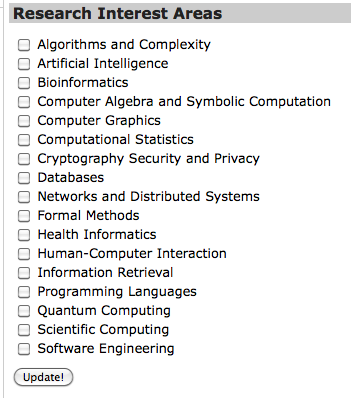 Research Interest Areas
Algorithms and Complexity
Artificial Intelligence
Bioinformatics
Computer Algebra and Symbolic Computation
Computer Graphics
Computational Statistics
Cryptography Security and Privacy
Databases
Networks and Distributed Systems
Formal Methods
Health Informatics
Human-Computer Interaction
Information Retrieval
Programming Languages
Quantum Computing
Scientific Computing
Software Engineering
Update!